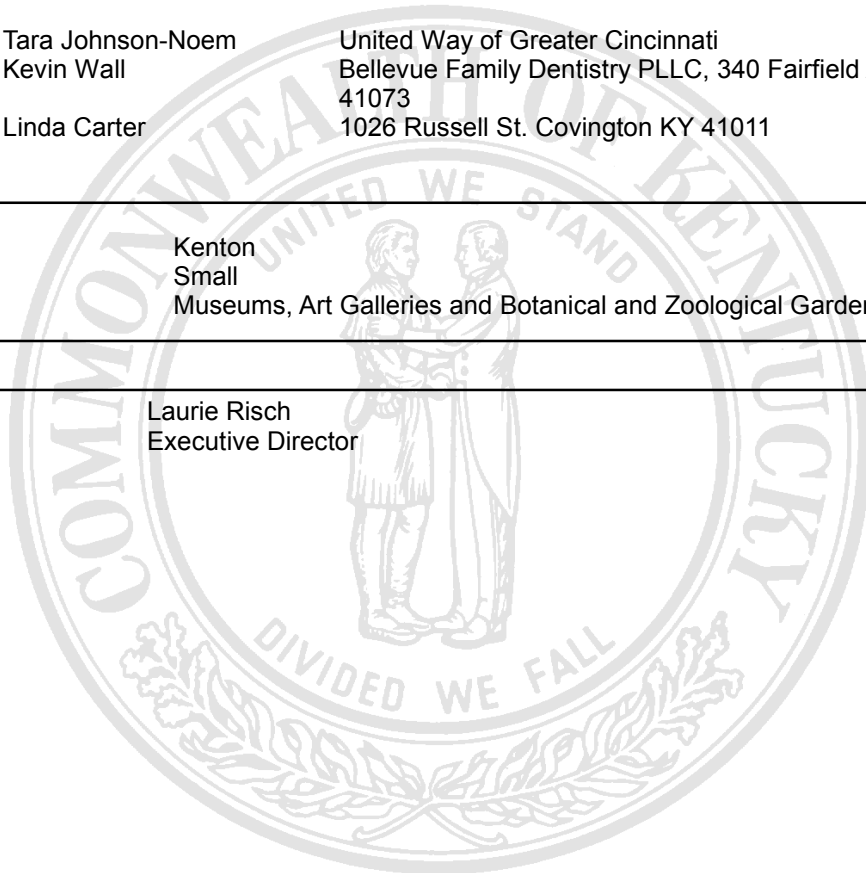 Tara Johnson-Noem United Way of Greater Cincinnati
Kevin Wall Bellevue Family Dentistry PLLC, 340 Fairfield
41073
Linda Carter 1026 Russell St. Covington KY 41011
Kenton
Small
Museums, Art Galleries and Botanical and Zoological Garden
Laurie Risch
Executive Director
COMMONWEALTH OF KENTUCKY
UNITED WE STAND
DIVIDED WE FALL